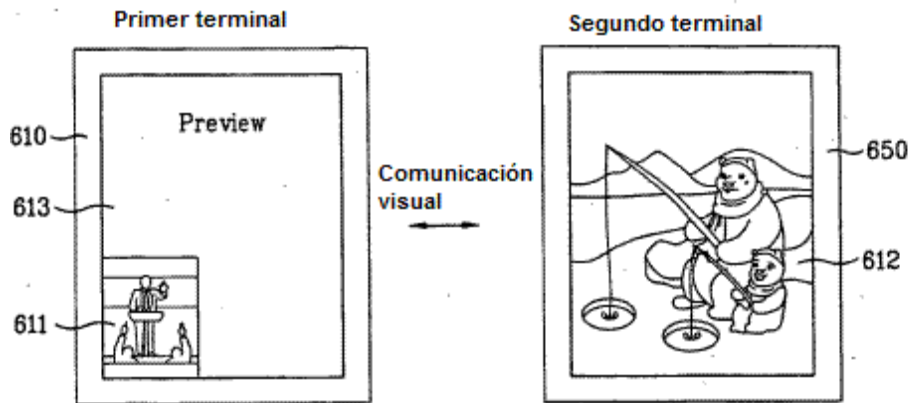 Primer terminal
Segundo terminal
Preview
610
613
611
Comunicación
visual
650
612